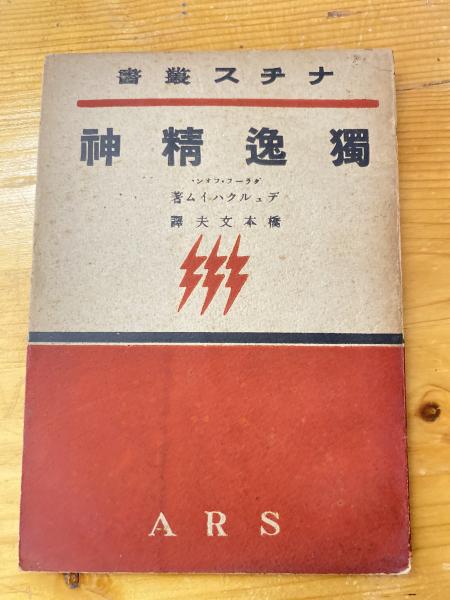 ナチス叢書
獨逸精神
グラーフ・フオン・
デュルクハイム著
橋本文夫譯
ARS